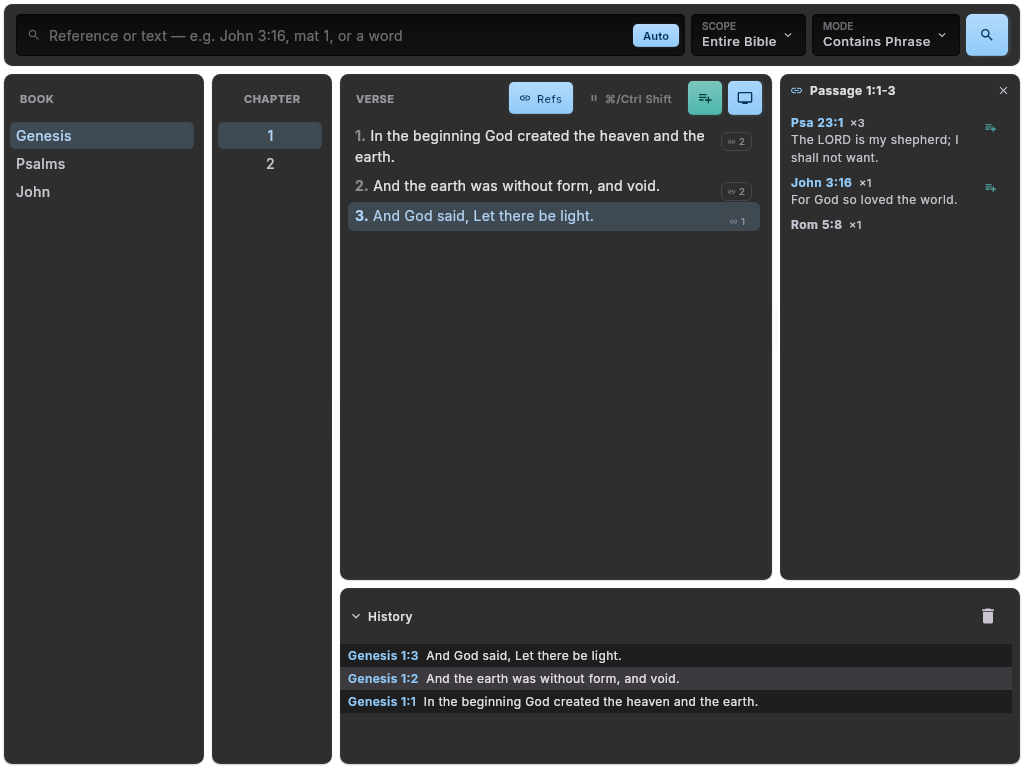 Reference or text — e.g. John 3:16, mat 1, or a word
Auto
SCOPE
Entire Bible
MODE
Contains Phrase
BOOK
Genesis
Psalms
John
CHAPTER
1
2
VERSE
Refs
⌘/Ctrl Shift
1. In the beginning God created the heaven and the
earth.
2
2. And the earth was without form, and void.
2
3. And God said, Let there be light.
1
Passage 1:1-3
Psa 23:1 ×3
The LORD is my shepherd; I
shall not want.
John 3:16 ×1
For God so loved the world.
Rom 5:8 ×1
History
Genesis 1:3 And God said, Let there be light.
Genesis 1:2 And the earth was without form, and void.
Genesis 1:1 In the beginning God created the heaven and the earth.